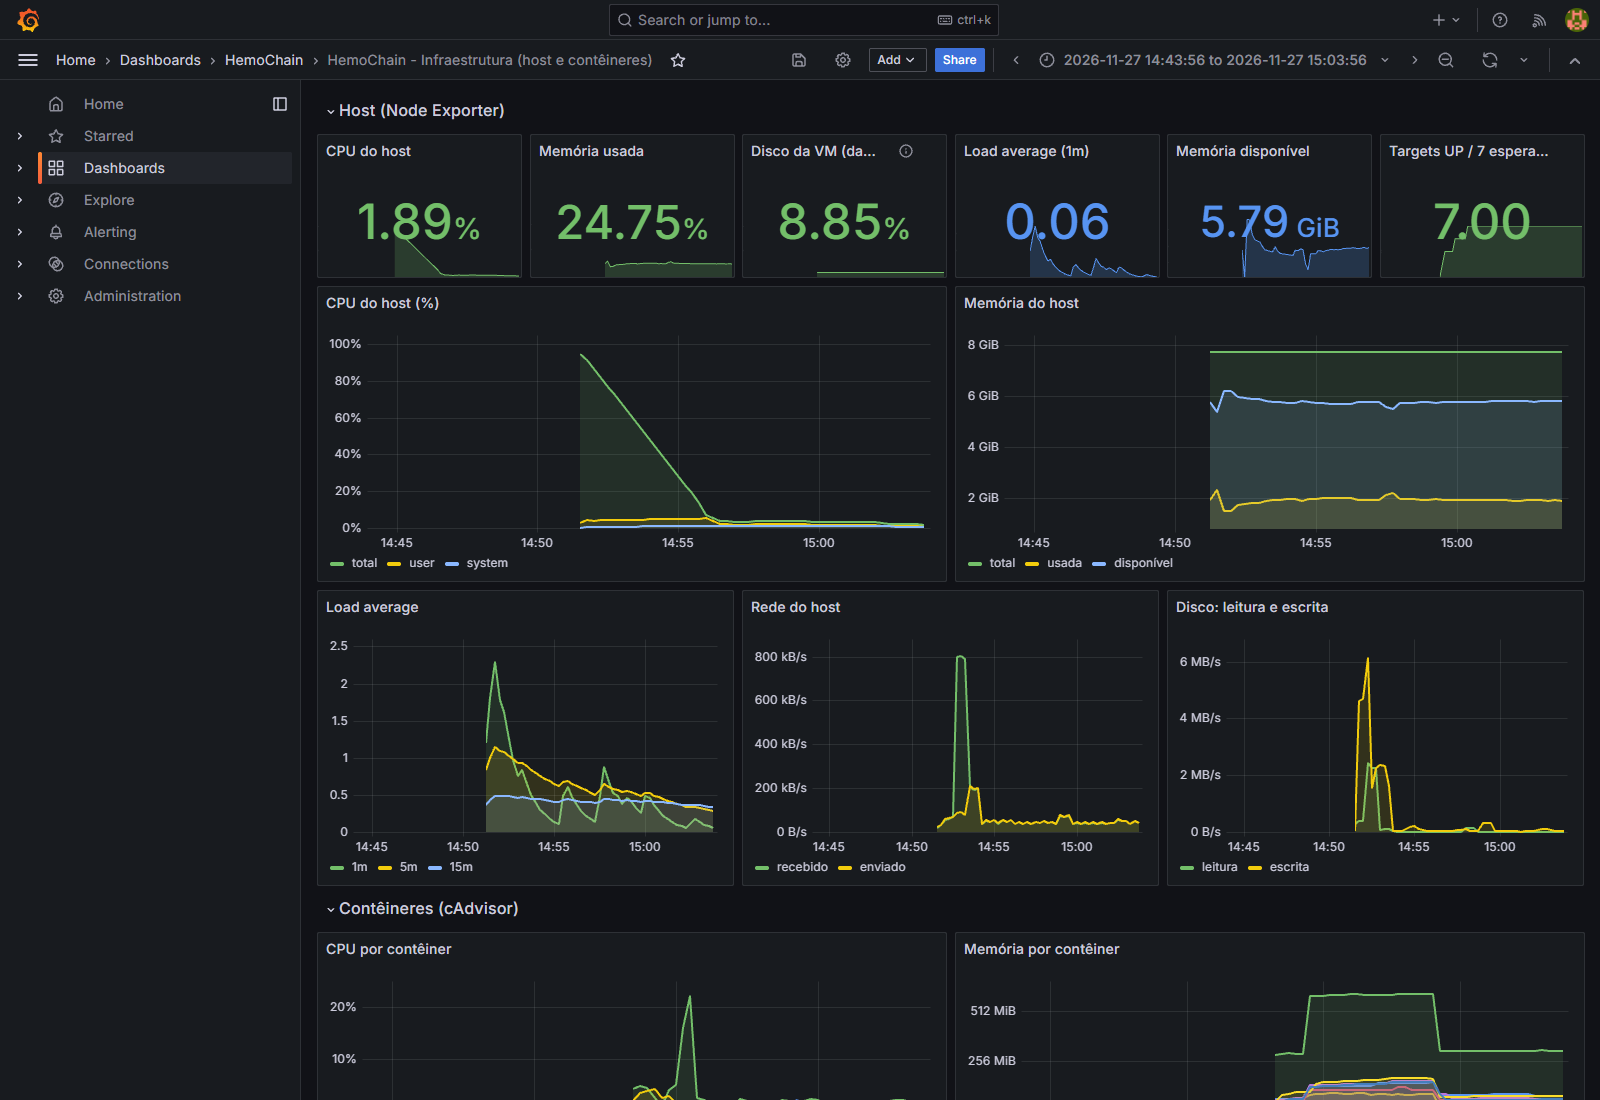 Search or jump to... ctrl+k
Home › Dashboards › HemoChain › HemoChain - Infraestrutura (host e contêineres) Add Share 2026-11-27 14:43:56 to 2026-11-27 15:03:56
Home
Starred
Dashboards
Explore
Alerting
Connections
Administration
Host (Node Exporter)
CPU do host
1.89%
Memória usada
24.75%
Disco da VM (da...
8.85%
Load average (1m)
0.06
Memória disponível
5.79 GiB
Targets UP / 7 espera...
7.00
CPU do host (%)
100%
80%
60%
40%
20%
0%
14:45 14:50 14:55 15:00
total user system
Memória do host
8 GiB
6 GiB
4 GiB
2 GiB
14:45 14:50 14:55 15:00
total usada disponível
Load average
2.5
2
1.5
1
0.5
0
14:45 14:50 14:55 15:00
1m 5m 15m
Rede do host
800 kB/s
600 kB/s
400 kB/s
200 kB/s
0 B/s
14:45 14:50 14:55 15:00
recebido enviado
Disco: leitura e escrita
6 MB/s
4 MB/s
2 MB/s
0 B/s
14:45 14:50 14:55 15:00
leitura escrita
Contêineres (cAdvisor)
CPU por contêiner
20%
10%
Memória por contêiner
512 MiB
256 MiB